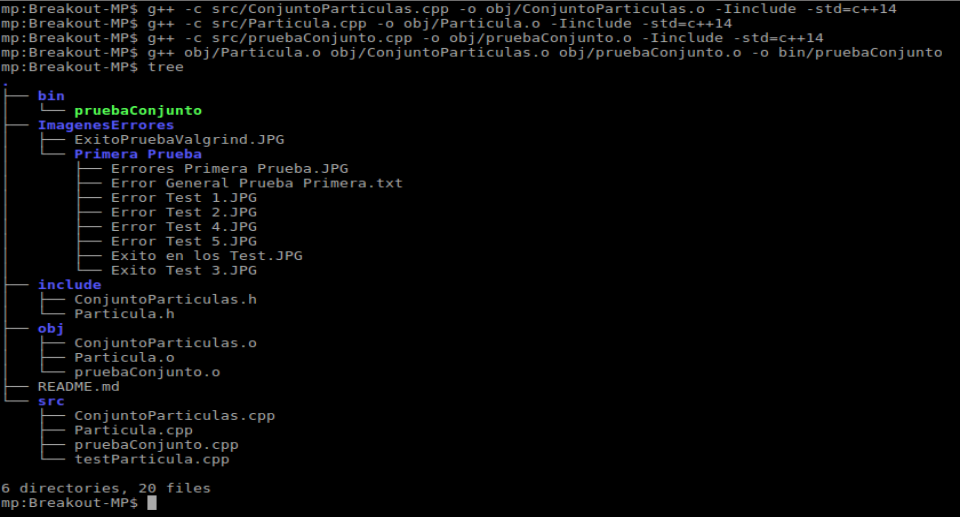 mp:Breakout-MP$ g++ -c src/ConjuntoParticulas.cpp -o obj/ConjuntoParticulas.o -Iinclude -std=c++14
mp:Breakout-MP$ g++ -c src/Particula.cpp -o obj/Particula.o -Iinclude -std=c++14
mp:Breakout-MP$ g++ -c src/pruebaConjunto.cpp -o obj/pruebaConjunto.o -Iinclude -std=c++14
mp:Breakout-MP$ g++ obj/Particula.o obj/ConjuntoParticulas.o obj/pruebaConjunto.o -o bin/pruebaConjunto
mp:Breakout-MP$ tree
.
├── bin
│   └── pruebaConjunto
├── ImagenesErrores
│   ├── ExitoPruebaValgrind.JPG
│   └── Primera Prueba
│       ├── Errores Primera Prueba.JPG
│       ├── Error General Prueba Primera.txt
│       ├── Error Test 1.JPG
│       ├── Error Test 2.JPG
│       ├── Error Test 4.JPG
│       ├── Error Test 5.JPG
│       ├── Exito en los Test.JPG
│       └── Exito Test 3.JPG
├── include
│   ├── ConjuntoParticulas.h
│   └── Particula.h
├── obj
│   ├── ConjuntoParticulas.o
│   ├── Particula.o
│   └── pruebaConjunto.o
├── README.md
└── src
    ├── ConjuntoParticulas.cpp
    ├── Particula.cpp
    ├── pruebaConjunto.cpp
    └── testParticula.cpp

6 directories, 20 files
mp:Breakout-MP$